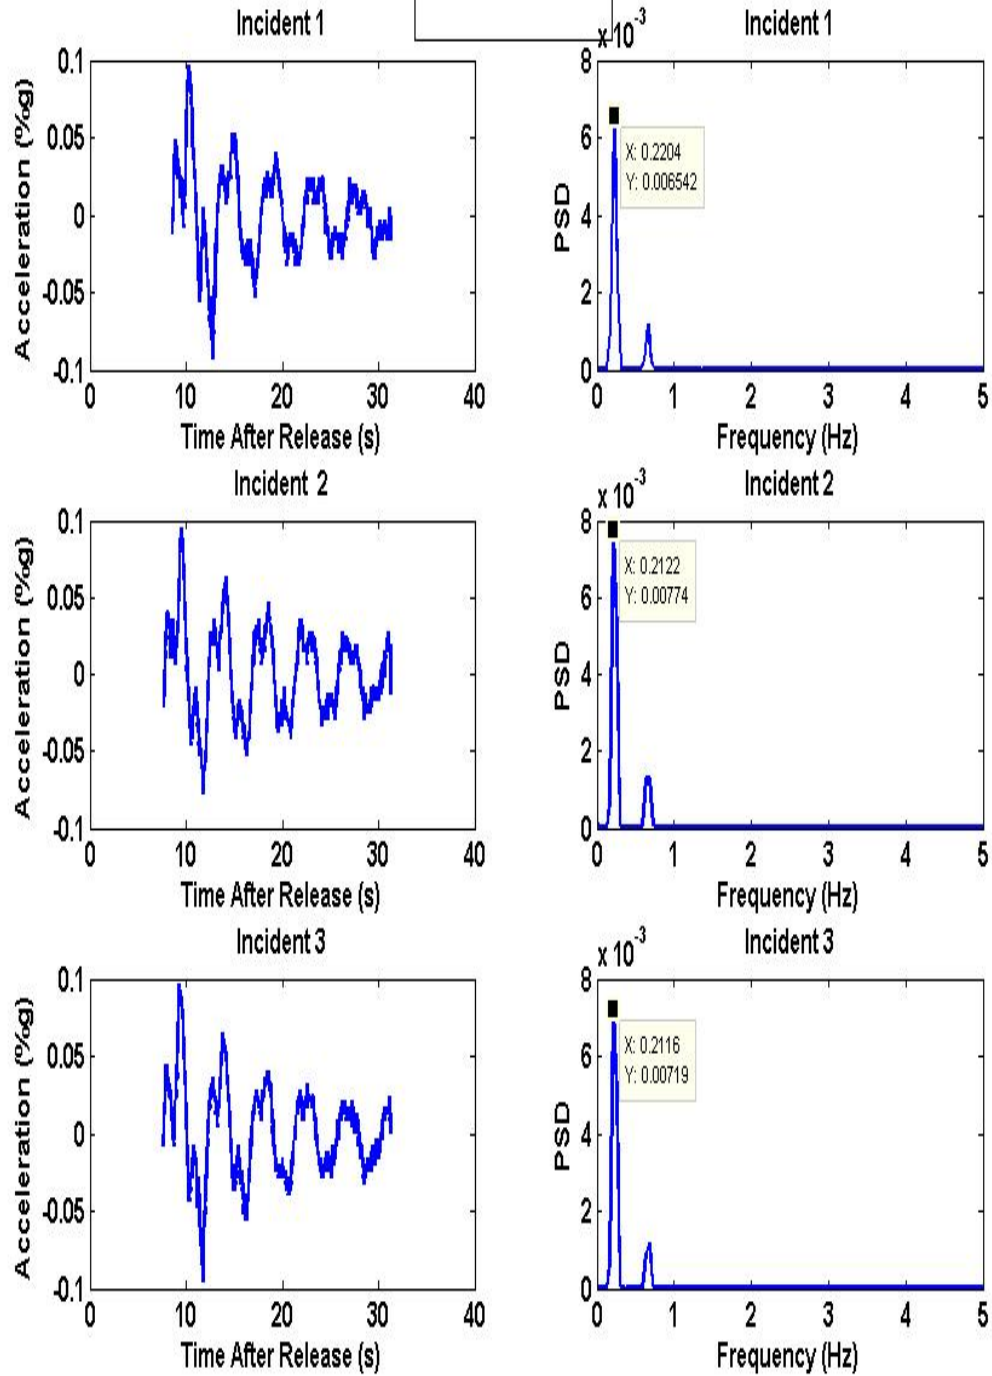 Incident 1
Acceleration (%g)
0.1
0.05
0
-0.05
-0.1
0 10 20 30 40
Time After Release (s)
Incident 1
x 10-3
PSD
8
6
4
2
0
X: 0.2204
Y: 0.006542
0 1 2 3 4 5
Frequency (Hz)
Incident 2
Acceleration (%g)
0.1
0.05
0
-0.05
-0.1
0 10 20 30 40
Time After Release (s)
Incident 2
x 10-3
PSD
8
6
4
2
0
X: 0.2122
Y: 0.00774
0 1 2 3 4 5
Frequency (Hz)
Incident 3
Acceleration (%g)
0.1
0.05
0
-0.05
-0.1
0 10 20 30 40
Time After Release (s)
Incident 3
x 10-3
PSD
8
6
4
2
0
X: 0.2116
Y: 0.00719
0 1 2 3 4 5
Frequency (Hz)